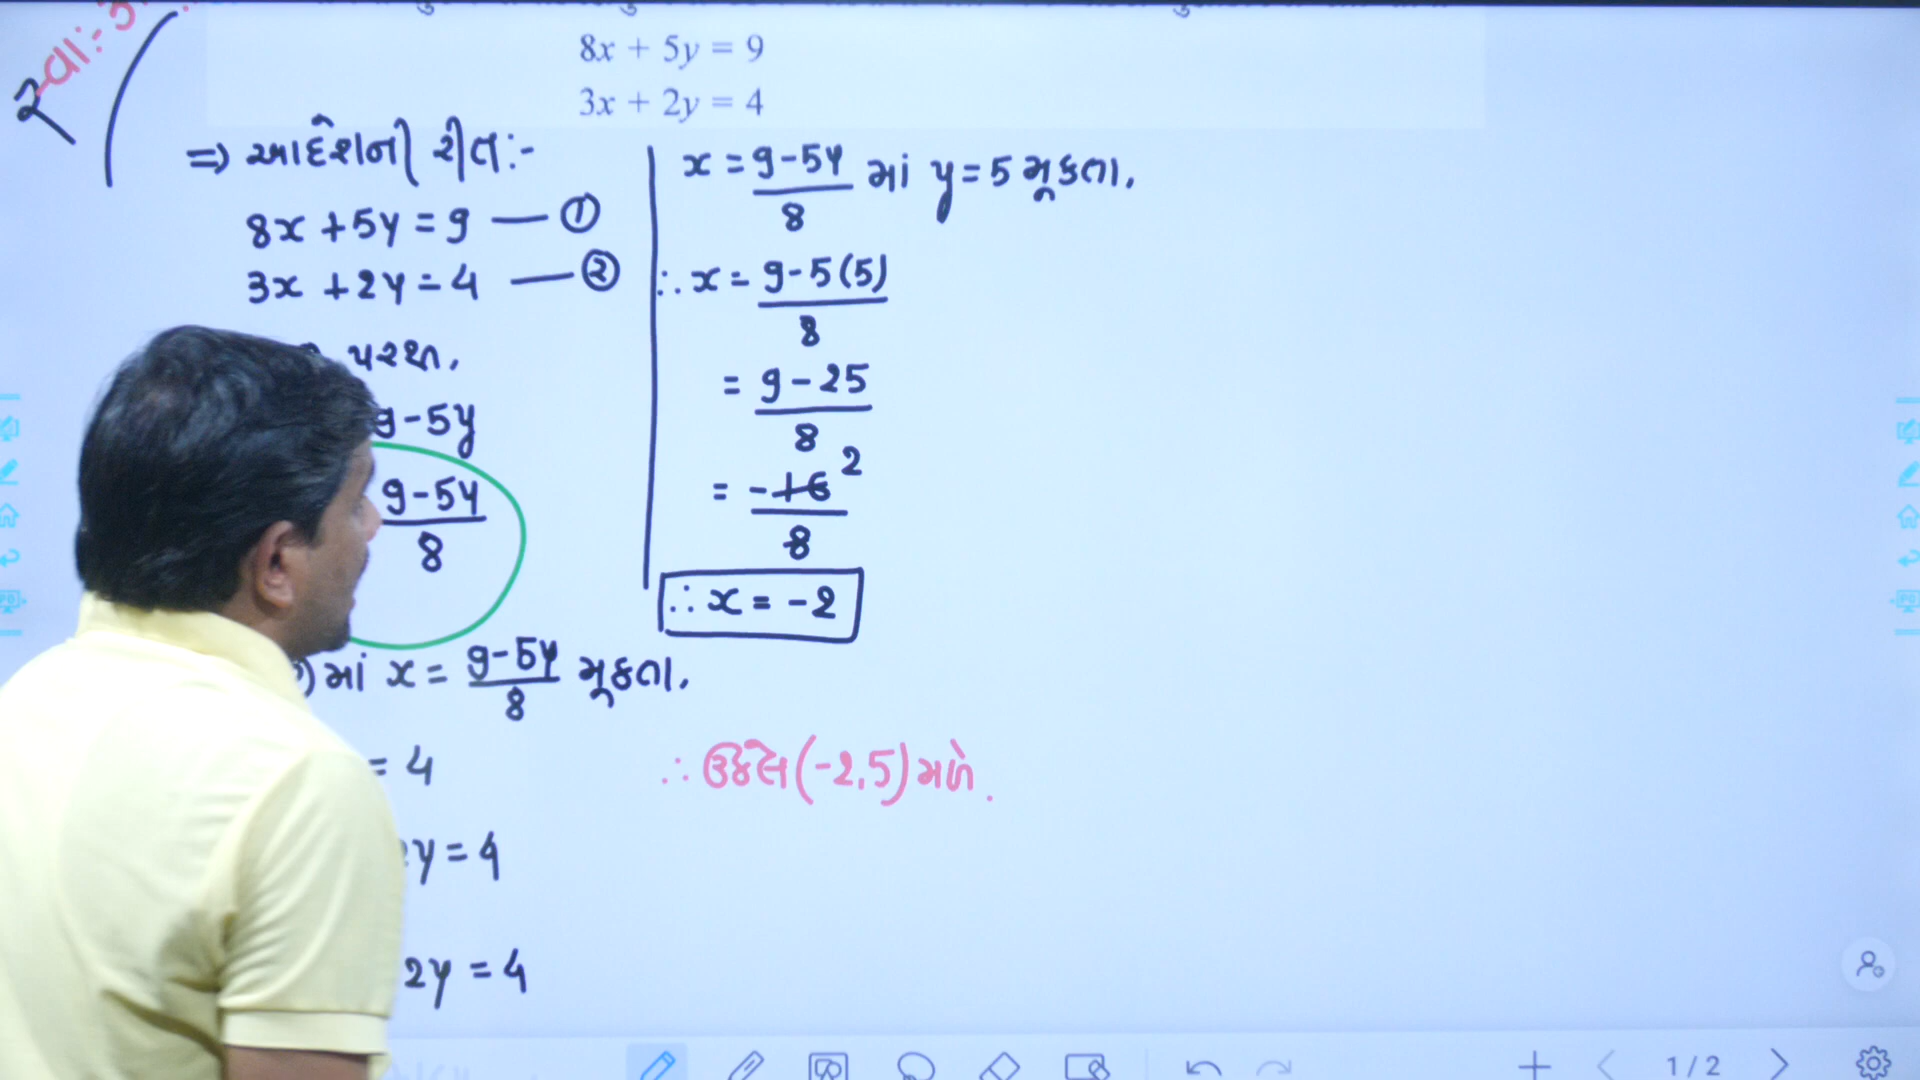 8x + 5y = 9
3x + 2y = 4
⇒ આદેશની રીત:-
8x + 5y = 9 — ①
3x + 2y = 4 — ②
પરથી,
9-5y
9-5y
8
માં x = 9-5y/8 મૂકતા,
= 4
2y = 4
2y = 4
x = 9-5y/8 માં y = 5 મૂકતા,
∴ x = 9-5(5)/8
= 9-25/8
= -16/8 2
∴ x = -2
∴ ઉકેલ (-2,5) મળે.
1/2